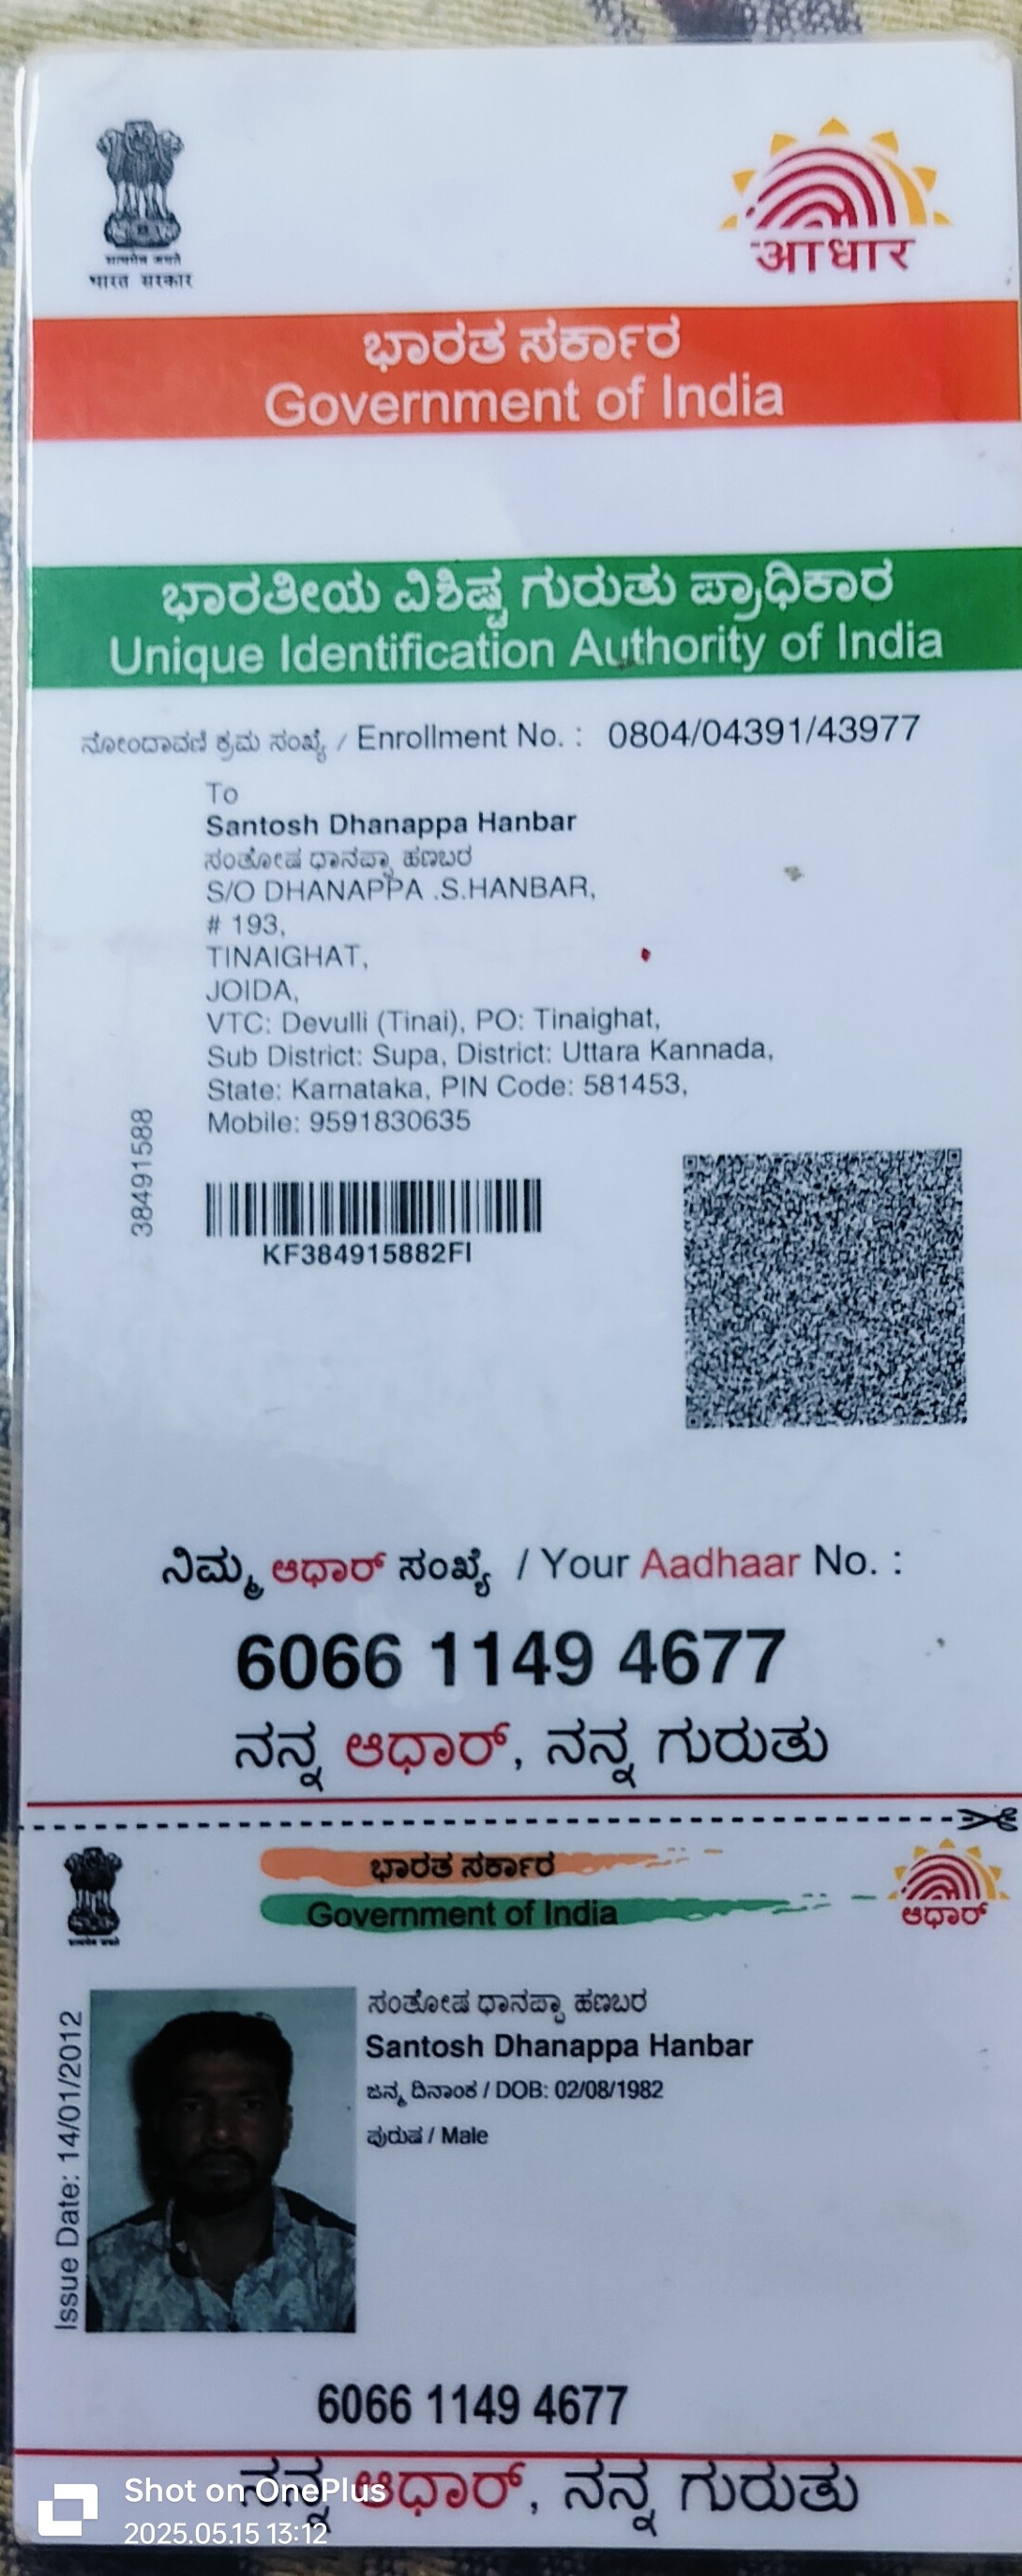 सत्यमेव जयते
भारत सरकार
आधार
ಭಾರತ ಸರ್ಕಾರ
Government of India
ಭಾರತೀಯ ವಿಶಿಷ್ಟ ಗುರುತು ಪ್ರಾಧಿಕಾರ
Unique Identification Authority of India
ನೋಂದಾವಣಿ ಕ್ರಮ ಸಂಖ್ಯೆ / Enrollment No. : 0804/04391/43977
To
Santosh Dhanappa Hanbar
ಸಂತೋಷ ಧಾನಪ್ಪಾ ಹಣಬರ
S/O DHANAPPA .S.HANBAR,
# 193,
TINAIGHAT,
JOIDA,
VTC: Devulli (Tinai), PO: Tinaighat,
Sub District: Supa, District: Uttara Kannada,
State: Karnataka, PIN Code: 581453,
Mobile: 9591830635
38491588
KF384915882FI
ನಿಮ್ಮ ಆಧಾರ್ ಸಂಖ್ಯೆ / Your Aadhaar No. :
6066 1149 4677
ನನ್ನ ಆಧಾರ್, ನನ್ನ ಗುರುತು
ಭಾರತ ಸರ್ಕಾರ
Government of India
ಆಧಾರ್
Issue Date: 14/01/2012
ಸಂತೋಷ ಧಾನಪ್ಪಾ ಹಣಬರ
Santosh Dhanappa Hanbar
ಜನ್ಮ ದಿನಾಂಕ / DOB: 02/08/1982
ಪುರುಷ / Male
6066 1149 4677
ನನ್ನ ಆಧಾರ್, ನನ್ನ ಗುರುತು
Shot on OnePlus
2025.05.15 13:12